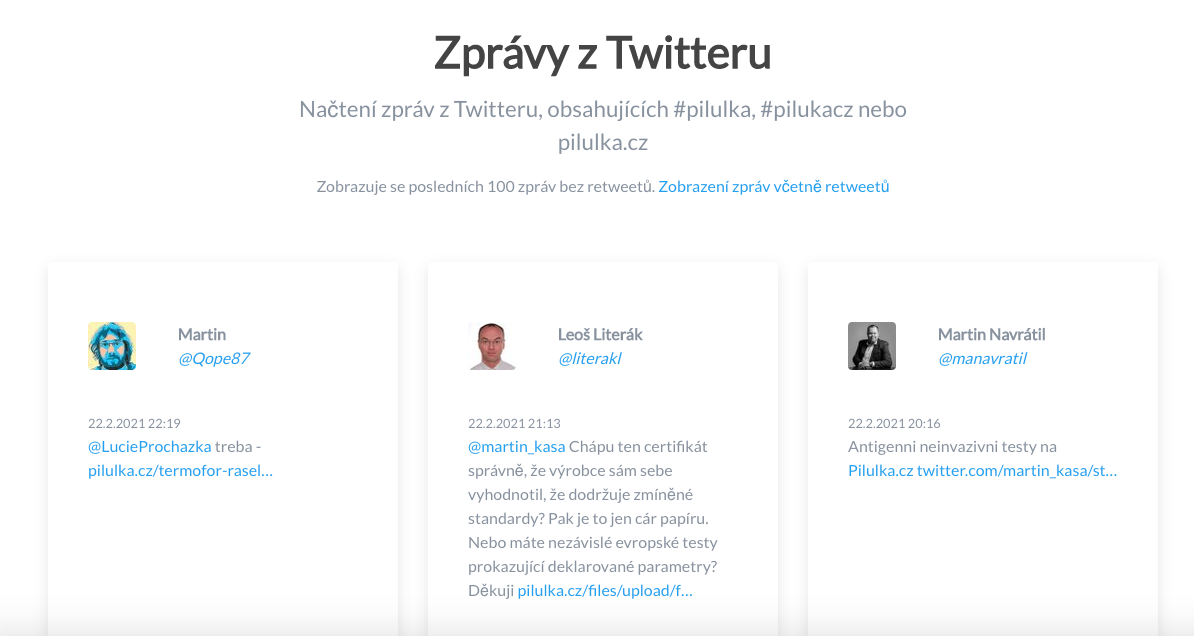 Zprávy z Twitteru
Načtení zpráv z Twitteru, obsahujících #pilulka, #pilukacz nebo
pilulka.cz
Zobrazuje se posledních 100 zpráv bez retweetů. Zobrazení zpráv včetně retweetů
Martin
@Qope87
22.2.2021 22:19
@LucieProchazka treba -
pilulka.cz/termofor-rasel…
Leoš Literák
@literakl
22.2.2021 21:13
@martin_kasa Chápu ten certifikát
správně, že výrobce sám sebe
vyhodnotil, že dodržuje zmíněné
standardy? Pak je to jen cár papíru.
Nebo máte nezávislé evropské testy
prokazující deklarované parametry?
Děkuji pilulka.cz/files/upload/f…
Martin Navrátil
@manavratil
22.2.2021 20:16
Antigenni neinvazivni testy na
Pilulka.cz twitter.com/martin_kasa/st…